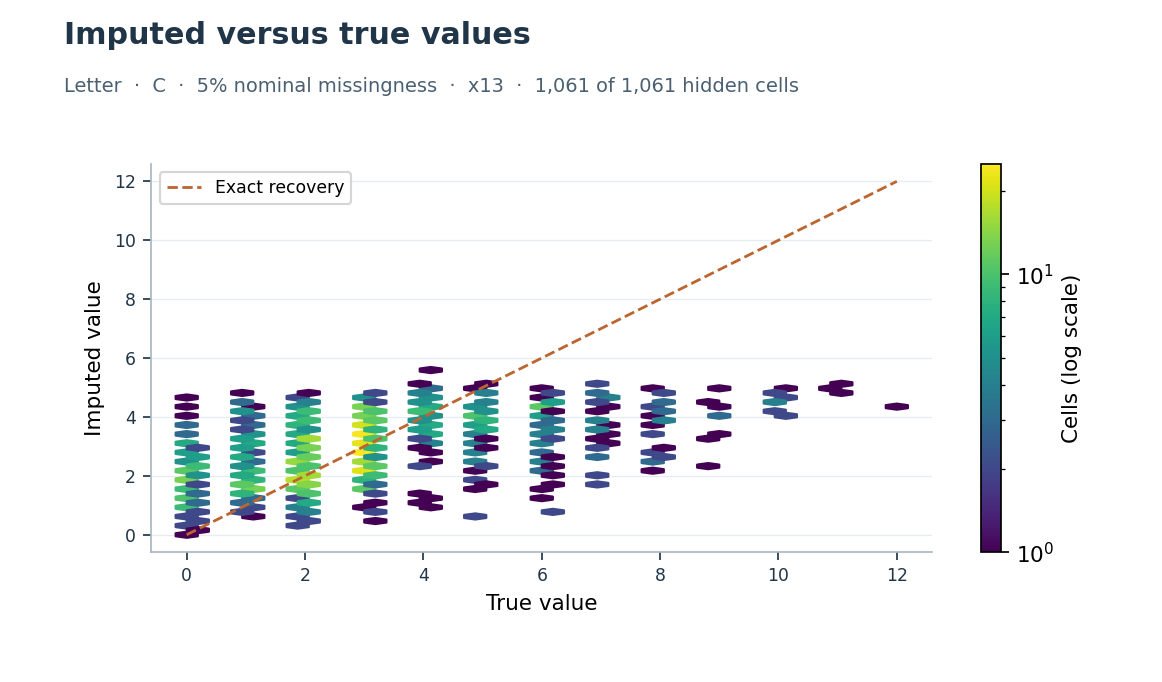 Imputed versus true values
Letter · C · 5% nominal missingness · x13 · 1,061 of 1,061 hidden cells
Exact recovery
12
10
8
6
4
2
0
Imputed value
0 2 4 6 8 10 12
True value
10¹
10⁰
Cells (log scale)